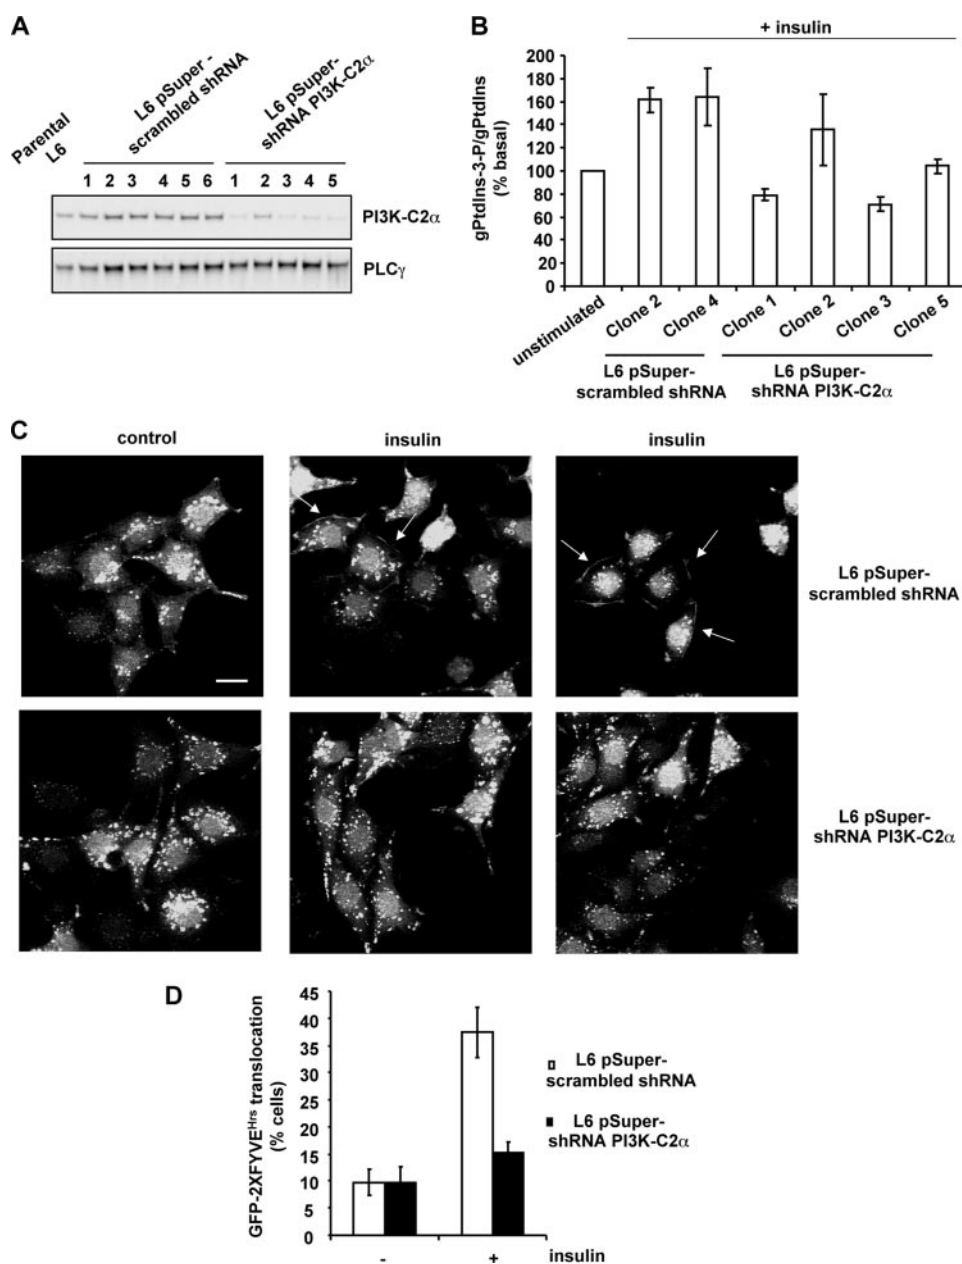 A
Parental
L6
L6 pSuper -
scrambled shRNA
L6 pSuper-
shRNA PI3K-C2α
1 2 3 4 5 6 1 2 3 4 5
PI3K-C2α
PLCγ
B
+ insulin
gPtdIns-3-P/gPtdIns
(% basal)
200
180
160
140
120
100
80
60
40
20
0
unstimulated
Clone 2
Clone 4
Clone 1
Clone 2
Clone 3
Clone 5
L6 pSuper-
scrambled shRNA
L6 pSuper-
shRNA PI3K-C2α
C
control
insulin
insulin
L6 pSuper-
scrambled shRNA
L6 pSuper-
shRNA PI3K-C2α
D
GFP-2XFYVEHrs translocation
(% cells)
45
40
35
30
25
20
15
10
5
0
- + insulin
L6 pSuper-
scrambled shRNA
L6 pSuper-
shRNA PI3K-C2α